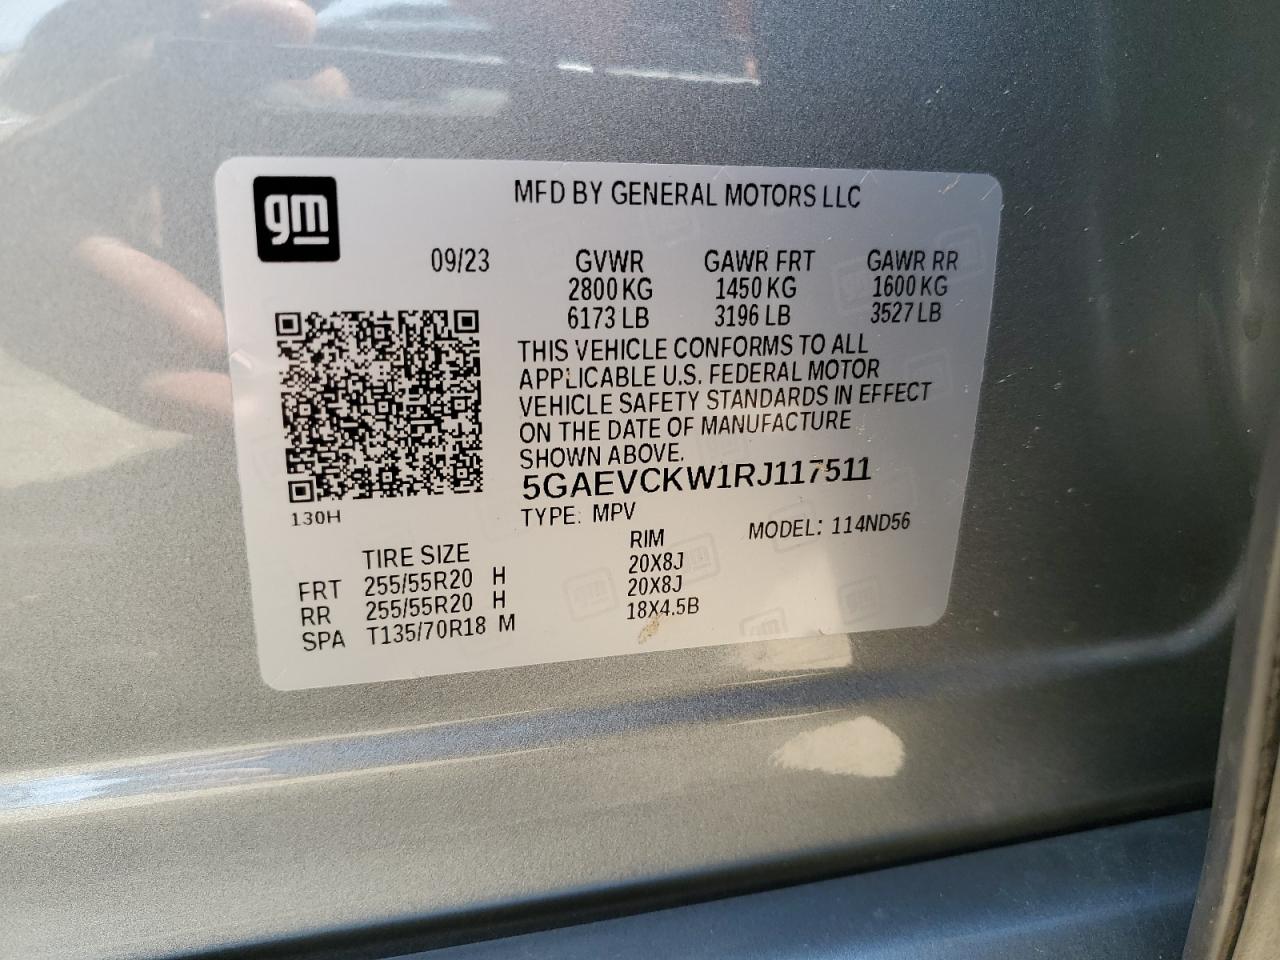 gm
MFD BY GENERAL MOTORS LLC
09/23 GVWR GAWR FRT GAWR RR
2800 KG 1450 KG 1600 KG
6173 LB 3196 LB 3527 LB
THIS VEHICLE CONFORMS TO ALL
APPLICABLE U.S. FEDERAL MOTOR
VEHICLE SAFETY STANDARDS IN EFFECT
ON THE DATE OF MANUFACTURE
SHOWN ABOVE.
5GAEVCKW1RJ117511
130H
TYPE: MPV MODEL: 114ND56
TIRE SIZE RIM
FRT 255/55R20 H 20X8J
RR 255/55R20 H 20X8J
SPA T135/70R18 M 18X4.5B